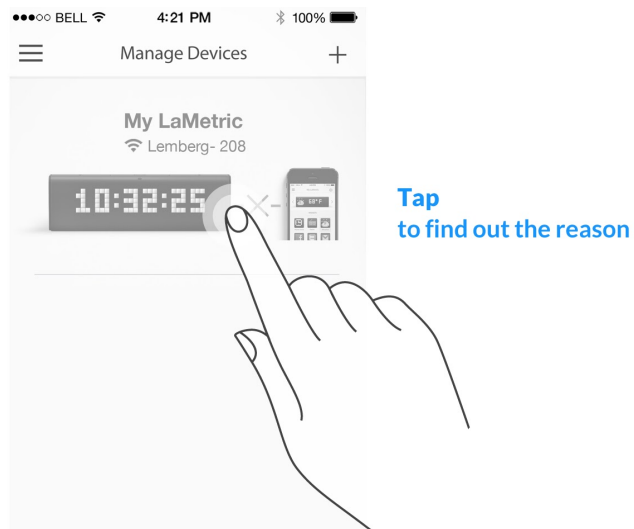 BELL 4:21 PM 100%
Manage Devices
My LaMetric
Lemberg- 208
10:32:25
60°F
Tap
to find out the reason